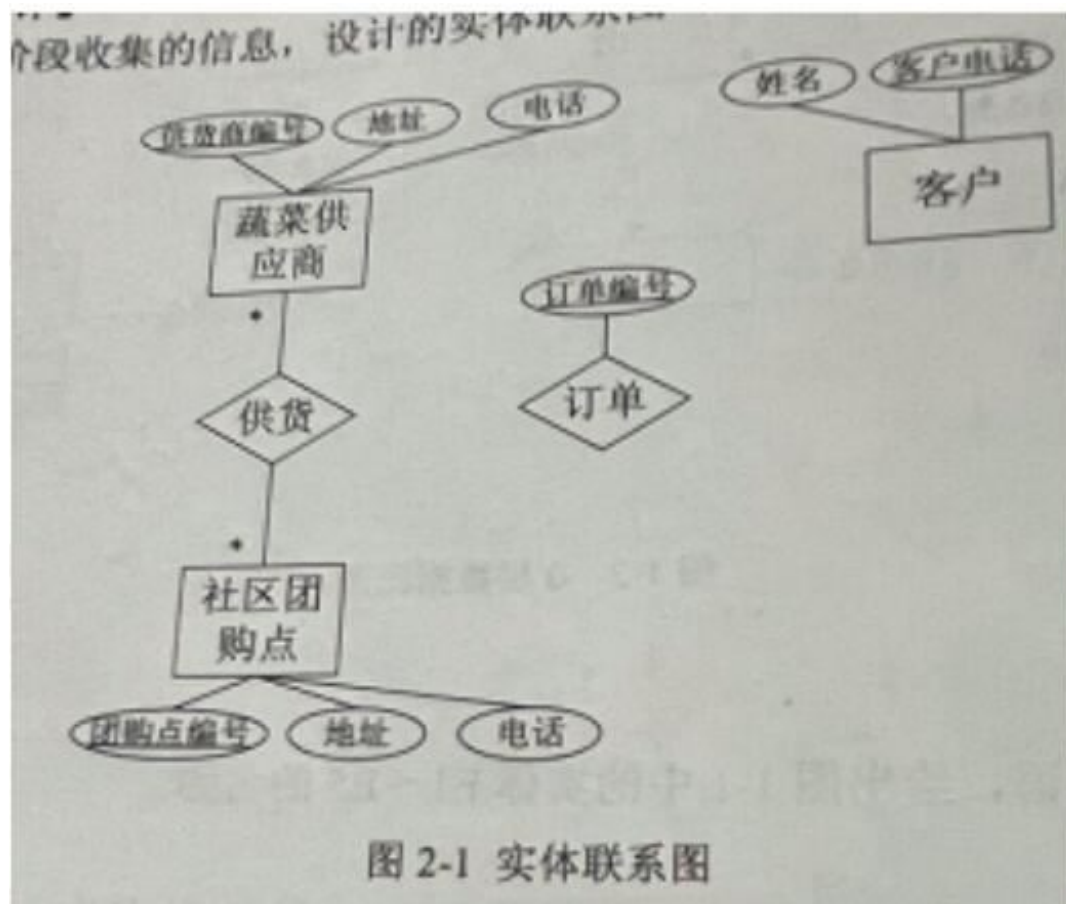 阶段收集的信息，设计的实体联系图
姓名
客户电话
供货商编号
地址
电话
客户
蔬菜供
应商
订单编号
供货
订单
社区团
购点
团购点编号
地址
电话
图 2-1 实体联系图